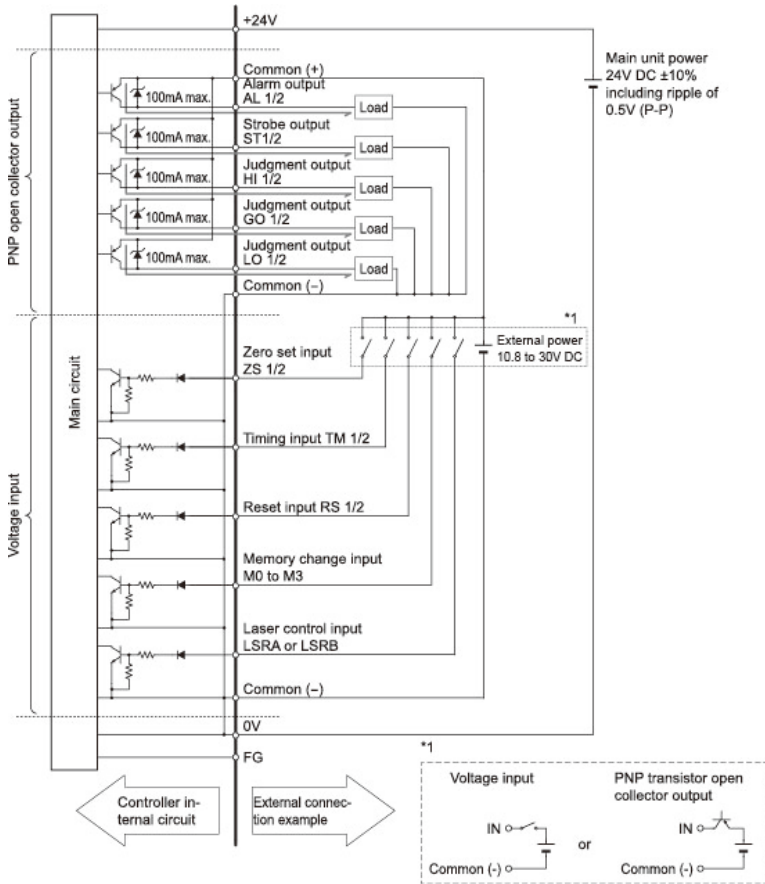 +24V
Main unit power
24V DC ±10%
including ripple of
0.5V (P-P)
PNP open collector output
Common (+)
Alarm output
AL 1/2
100mA max.
Load
Strobe output
ST1/2
100mA max.
Load
Judgment output
HI 1/2
100mA max.
Load
Judgment output
GO 1/2
100mA max.
Load
Judgment output
LO 1/2
100mA max.
Load
Common (–)
Main circuit
*1
External power
10.8 to 30V DC
Voltage input
Zero set input
ZS 1/2
Timing input TM 1/2
Reset input RS 1/2
Memory change input
M0 to M3
Laser control input
LSRA or LSRB
Common (–)
0V
FG
Controller in-
ternal circuit
External connec-
tion example
*1
Voltage input
IN
Common (-)
or
PNP transistor open
collector output
IN
Common (-)